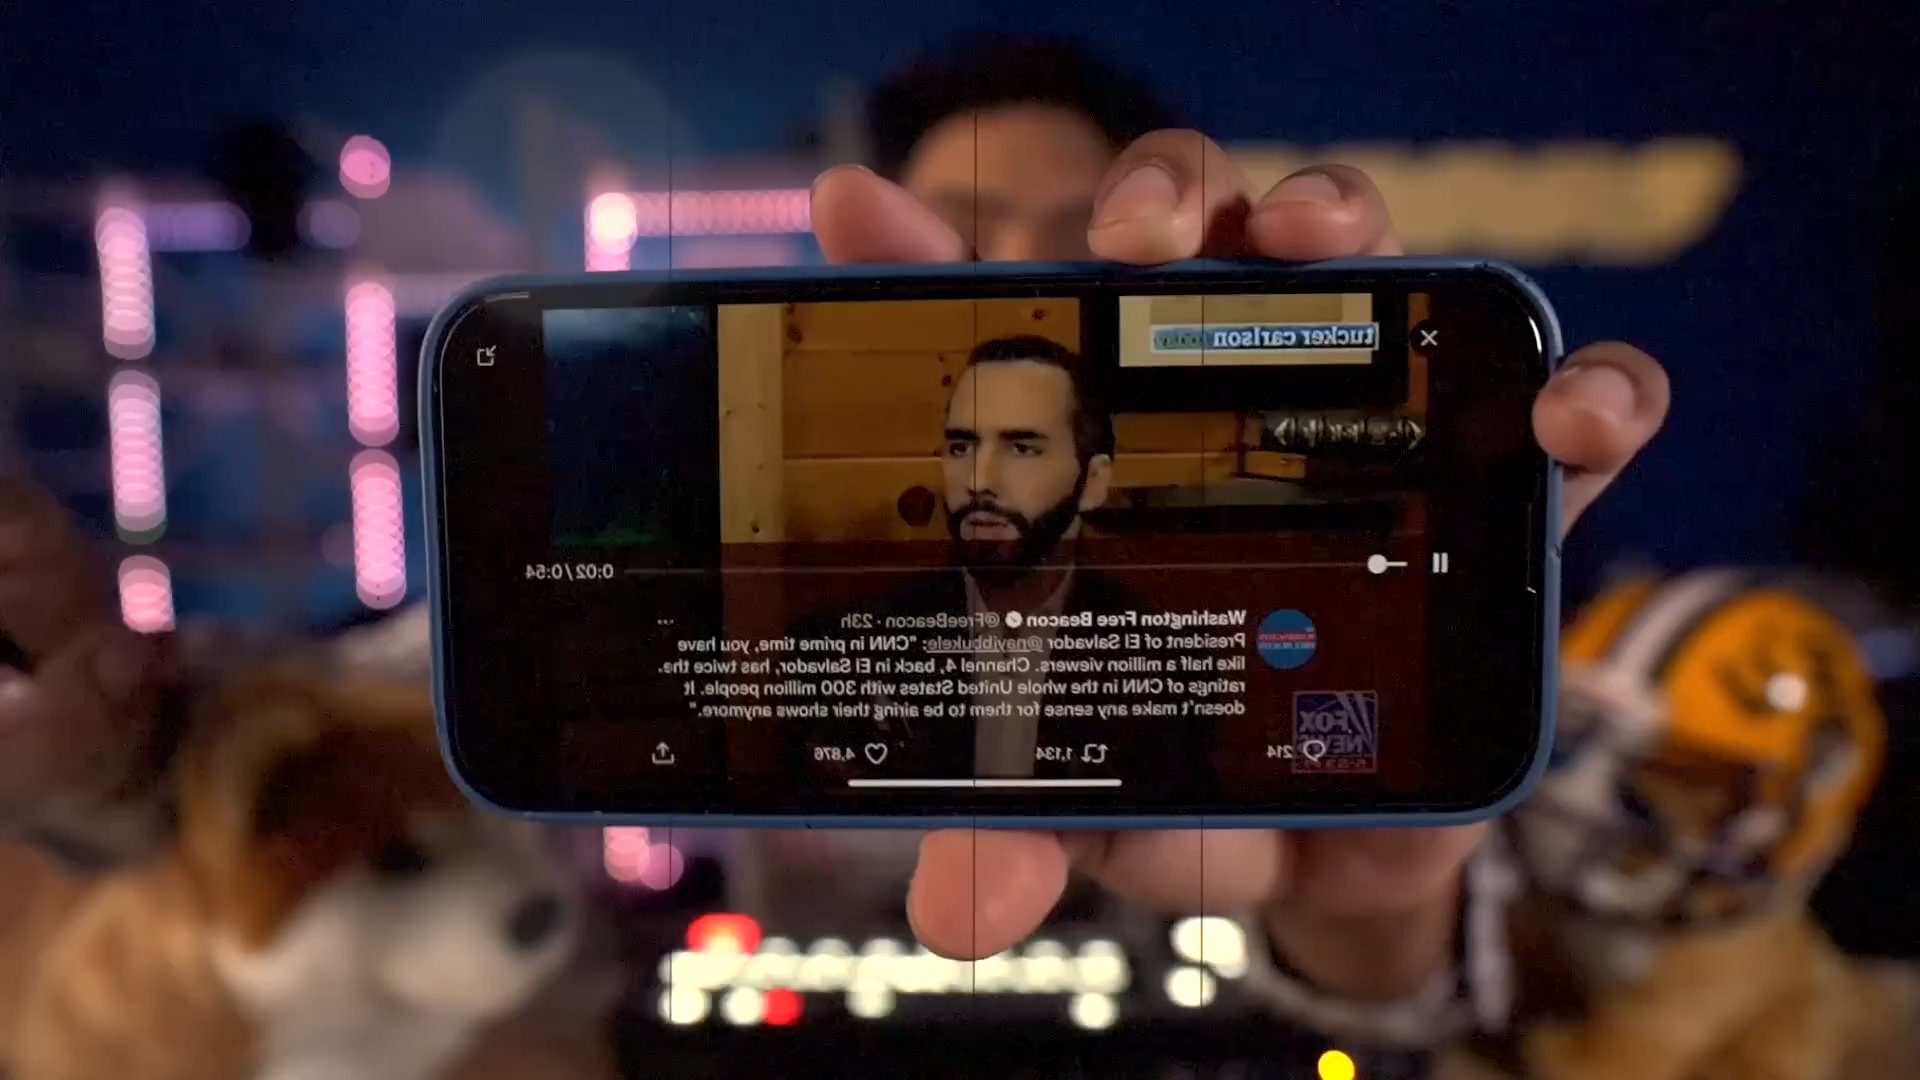 tucker carlson
0:02/0:54
Washington Free Beacon @FreeBeacon · 23h
President of El Salvador @nayibbukele: "CNN in prime time, you have
like half a million viewers. Channel 4, back in El Salvador, has twice the
ratings of CNN in the whole United States with 300 million people. It
doesn't make any sense for them to be airing their shows anymore."
FOX
NEWS
214 1,134 4,876